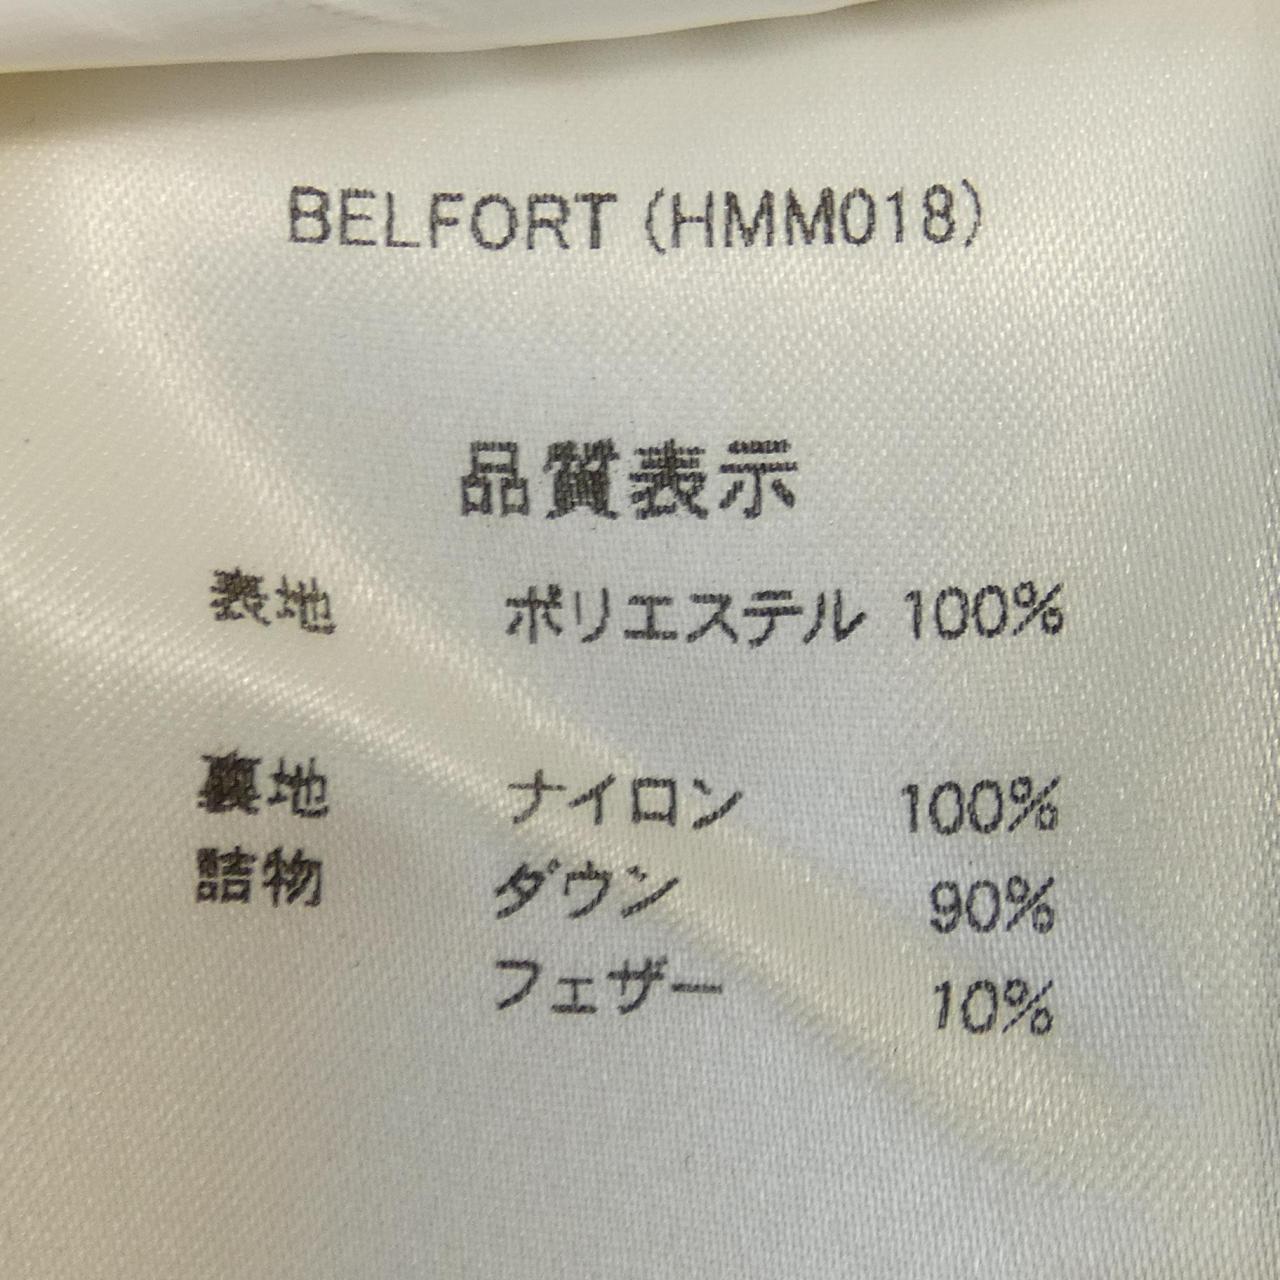 BELFORT (HMM018)
品質表示
表地 ポリエステル 100%
裏地 ナイロン 100%
詰物 ダウン 90%
フェザー 10%